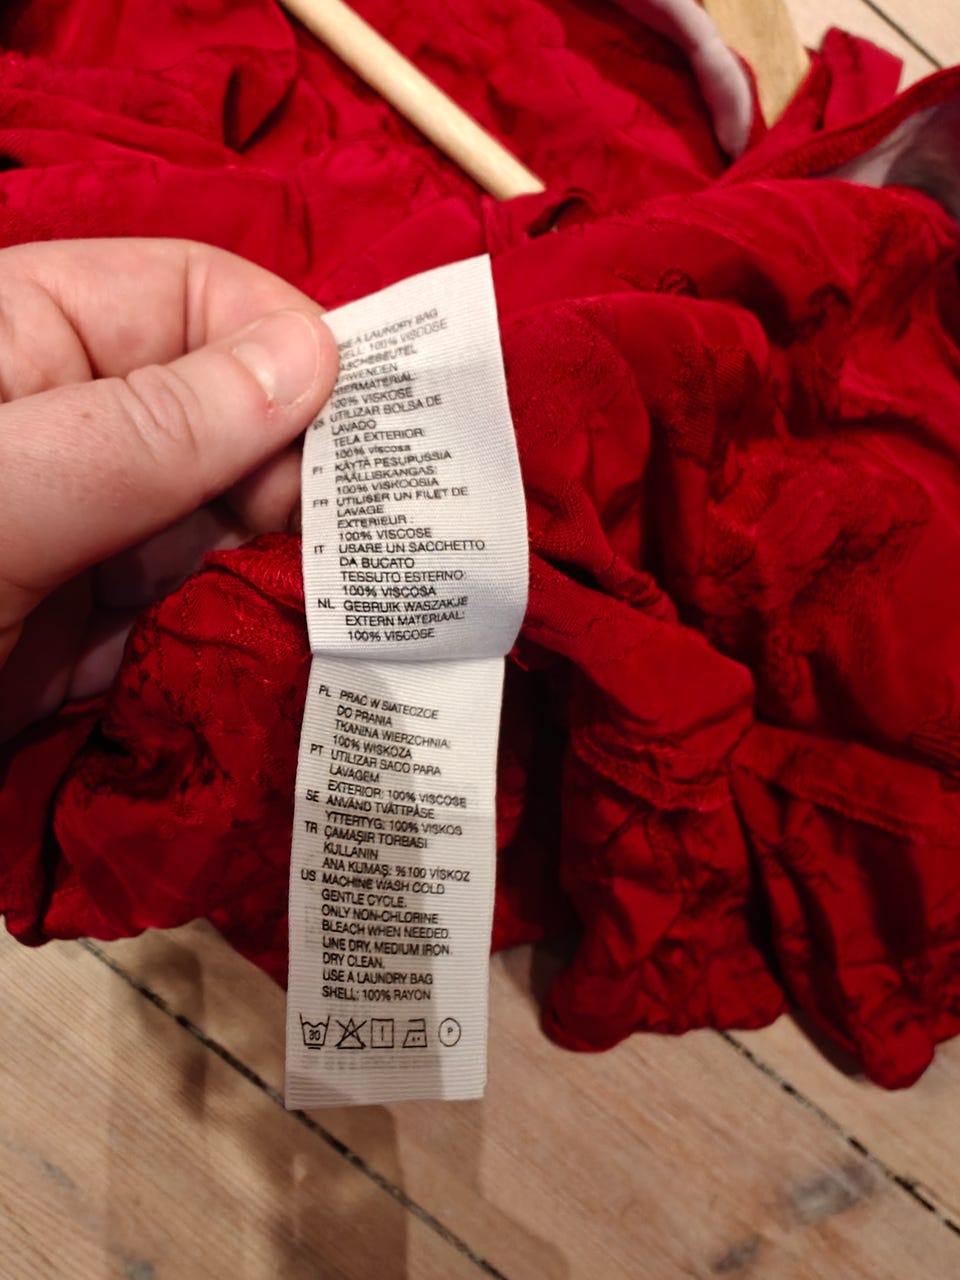 USE A LAUNDRY BAG
SHELL: 100% VISCOSE
WASCHEBEUTEL
VERWENDEN
OBERMATERIAL:
100% VISKOSE
ES UTILIZAR BOLSA DE
LAVADO
TELA EXTERIOR:
100% viscosa
FI KÄYTÄ PESUPUSSIA
PÄÄLLISKANGAS:
100% VISKOOSIA
FR UTILISER UN FILET DE
LAVAGE
EXTERIEUR :
100% VISCOSE
IT USARE UN SACCHETTO
DA BUCATO
TESSUTO ESTERNO:
100% VISCOSA
NL GEBRUIK WASZAKJE
EXTERN MATERIAAL:
100% VISCOSE
PL PRAĆ W SIATECZCE
DO PRANIA
TKANINA WIERZCHNIA:
100% WISKOZA
PT UTILIZAR SACO PARA
LAVAGEM
EXTERIOR: 100% VISCOSE
SE ANVÄND TVÄTTPÅSE
YTTERTYG: 100% VISKOS
TR ÇAMAŞIR TORBASI
KULLANIN
ANA KUMAŞ: %100 VİSKOZ
US MACHINE WASH COLD
GENTLE CYCLE.
ONLY NON-CHLORINE
BLEACH WHEN NEEDED.
LINE DRY, MEDIUM IRON.
DRY CLEAN.
USE A LAUNDRY BAG
SHELL: 100% RAYON
30 P